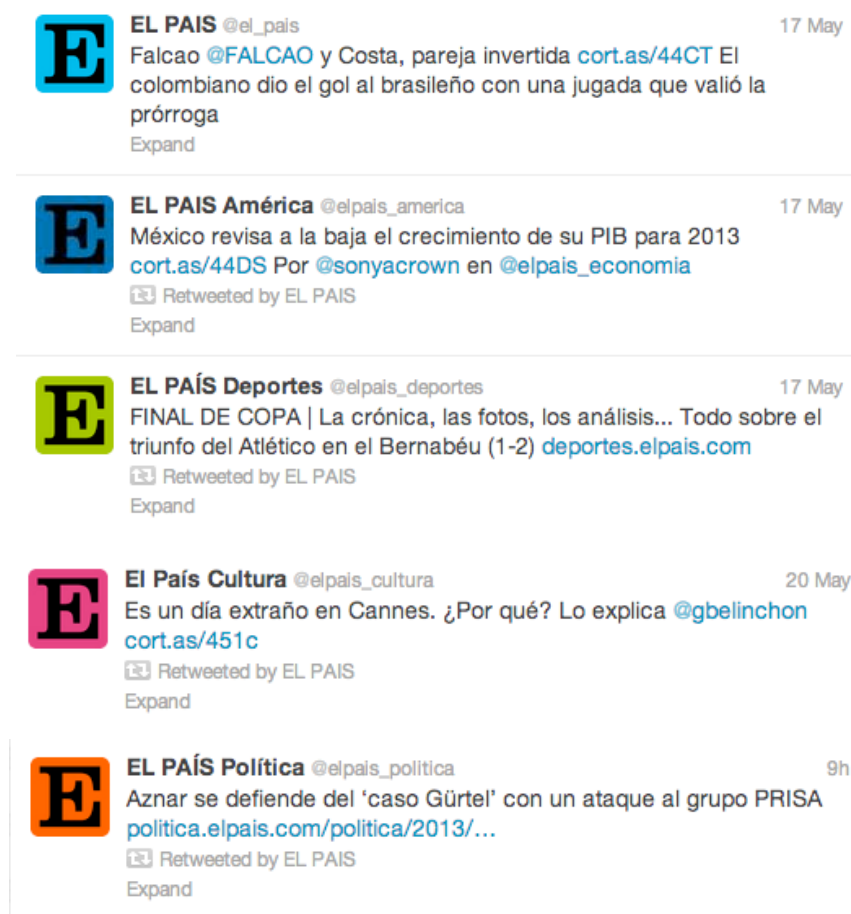 E
EL PAIS @el_pais 17 May
Falcao @FALCAO y Costa, pareja invertida cort.as/44CT El
colombiano dio el gol al brasileño con una jugada que valió la
prórroga
Expand
E
EL PAIS América @elpais_america 17 May
México revisa a la baja el crecimiento de su PIB para 2013
cort.as/44DS Por @sonyacrown en @elpais_economia
Retweeted by EL PAIS
Expand
E
EL PAÍS Deportes @elpais_deportes 17 May
FINAL DE COPA | La crónica, las fotos, los análisis... Todo sobre el
triunfo del Atlético en el Bernabéu (1-2) deportes.elpais.com
Retweeted by EL PAIS
Expand
E
El País Cultura @elpais_cultura 20 May
Es un día extraño en Cannes. ¿Por qué? Lo explica @gbelinchon
cort.as/451c
Retweeted by EL PAIS
Expand
E
EL PAÍS Política @elpais_politica 9h
Aznar se defiende del ‘caso Gürtel’ con un ataque al grupo PRISA
politica.elpais.com/politica/2013/…
Retweeted by EL PAIS
Expand